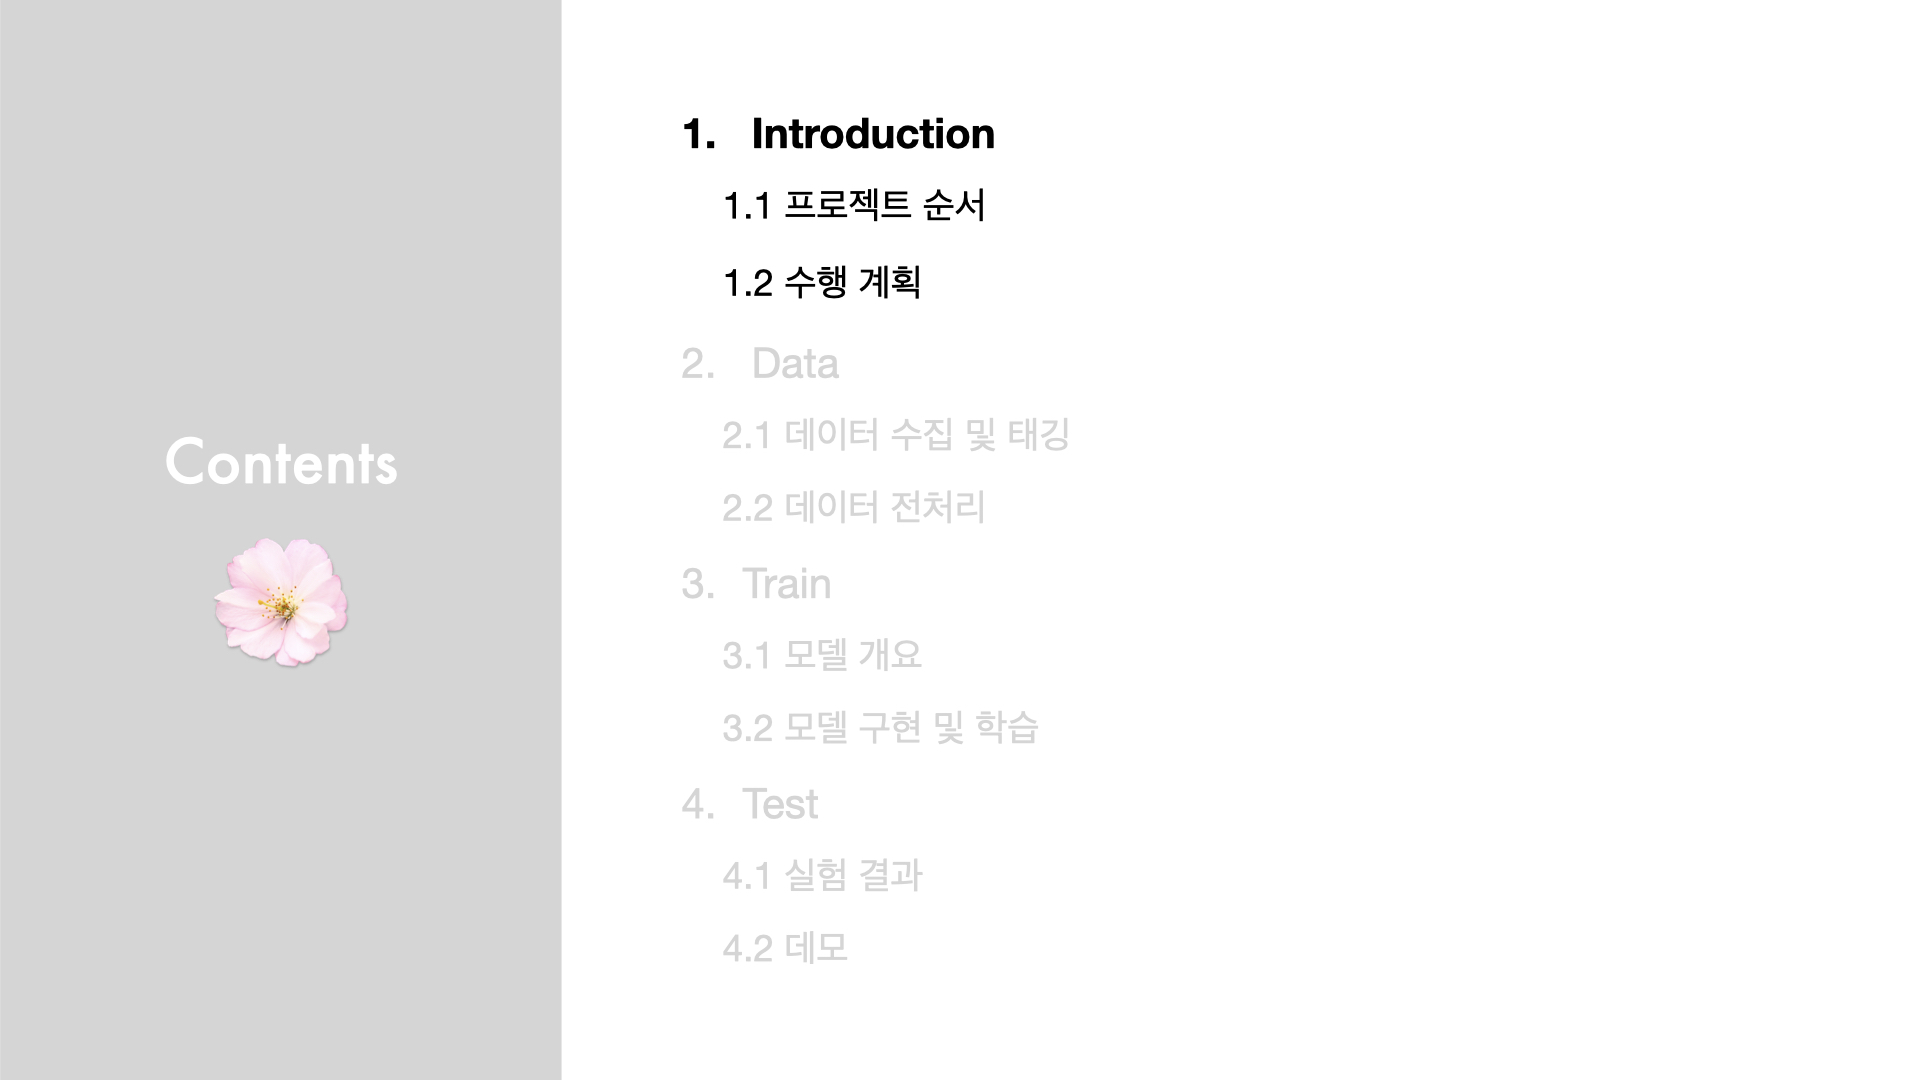 Contents
1. Introduction
1.1 프로젝트 순서
1.2 수행 계획
2. Data
2.1 데이터 수집 및 태깅
2.2 데이터 전처리
3. Train
3.1 모델 개요
3.2 모델 구현 및 학습
4. Test
4.1 실험 결과
4.2 데모